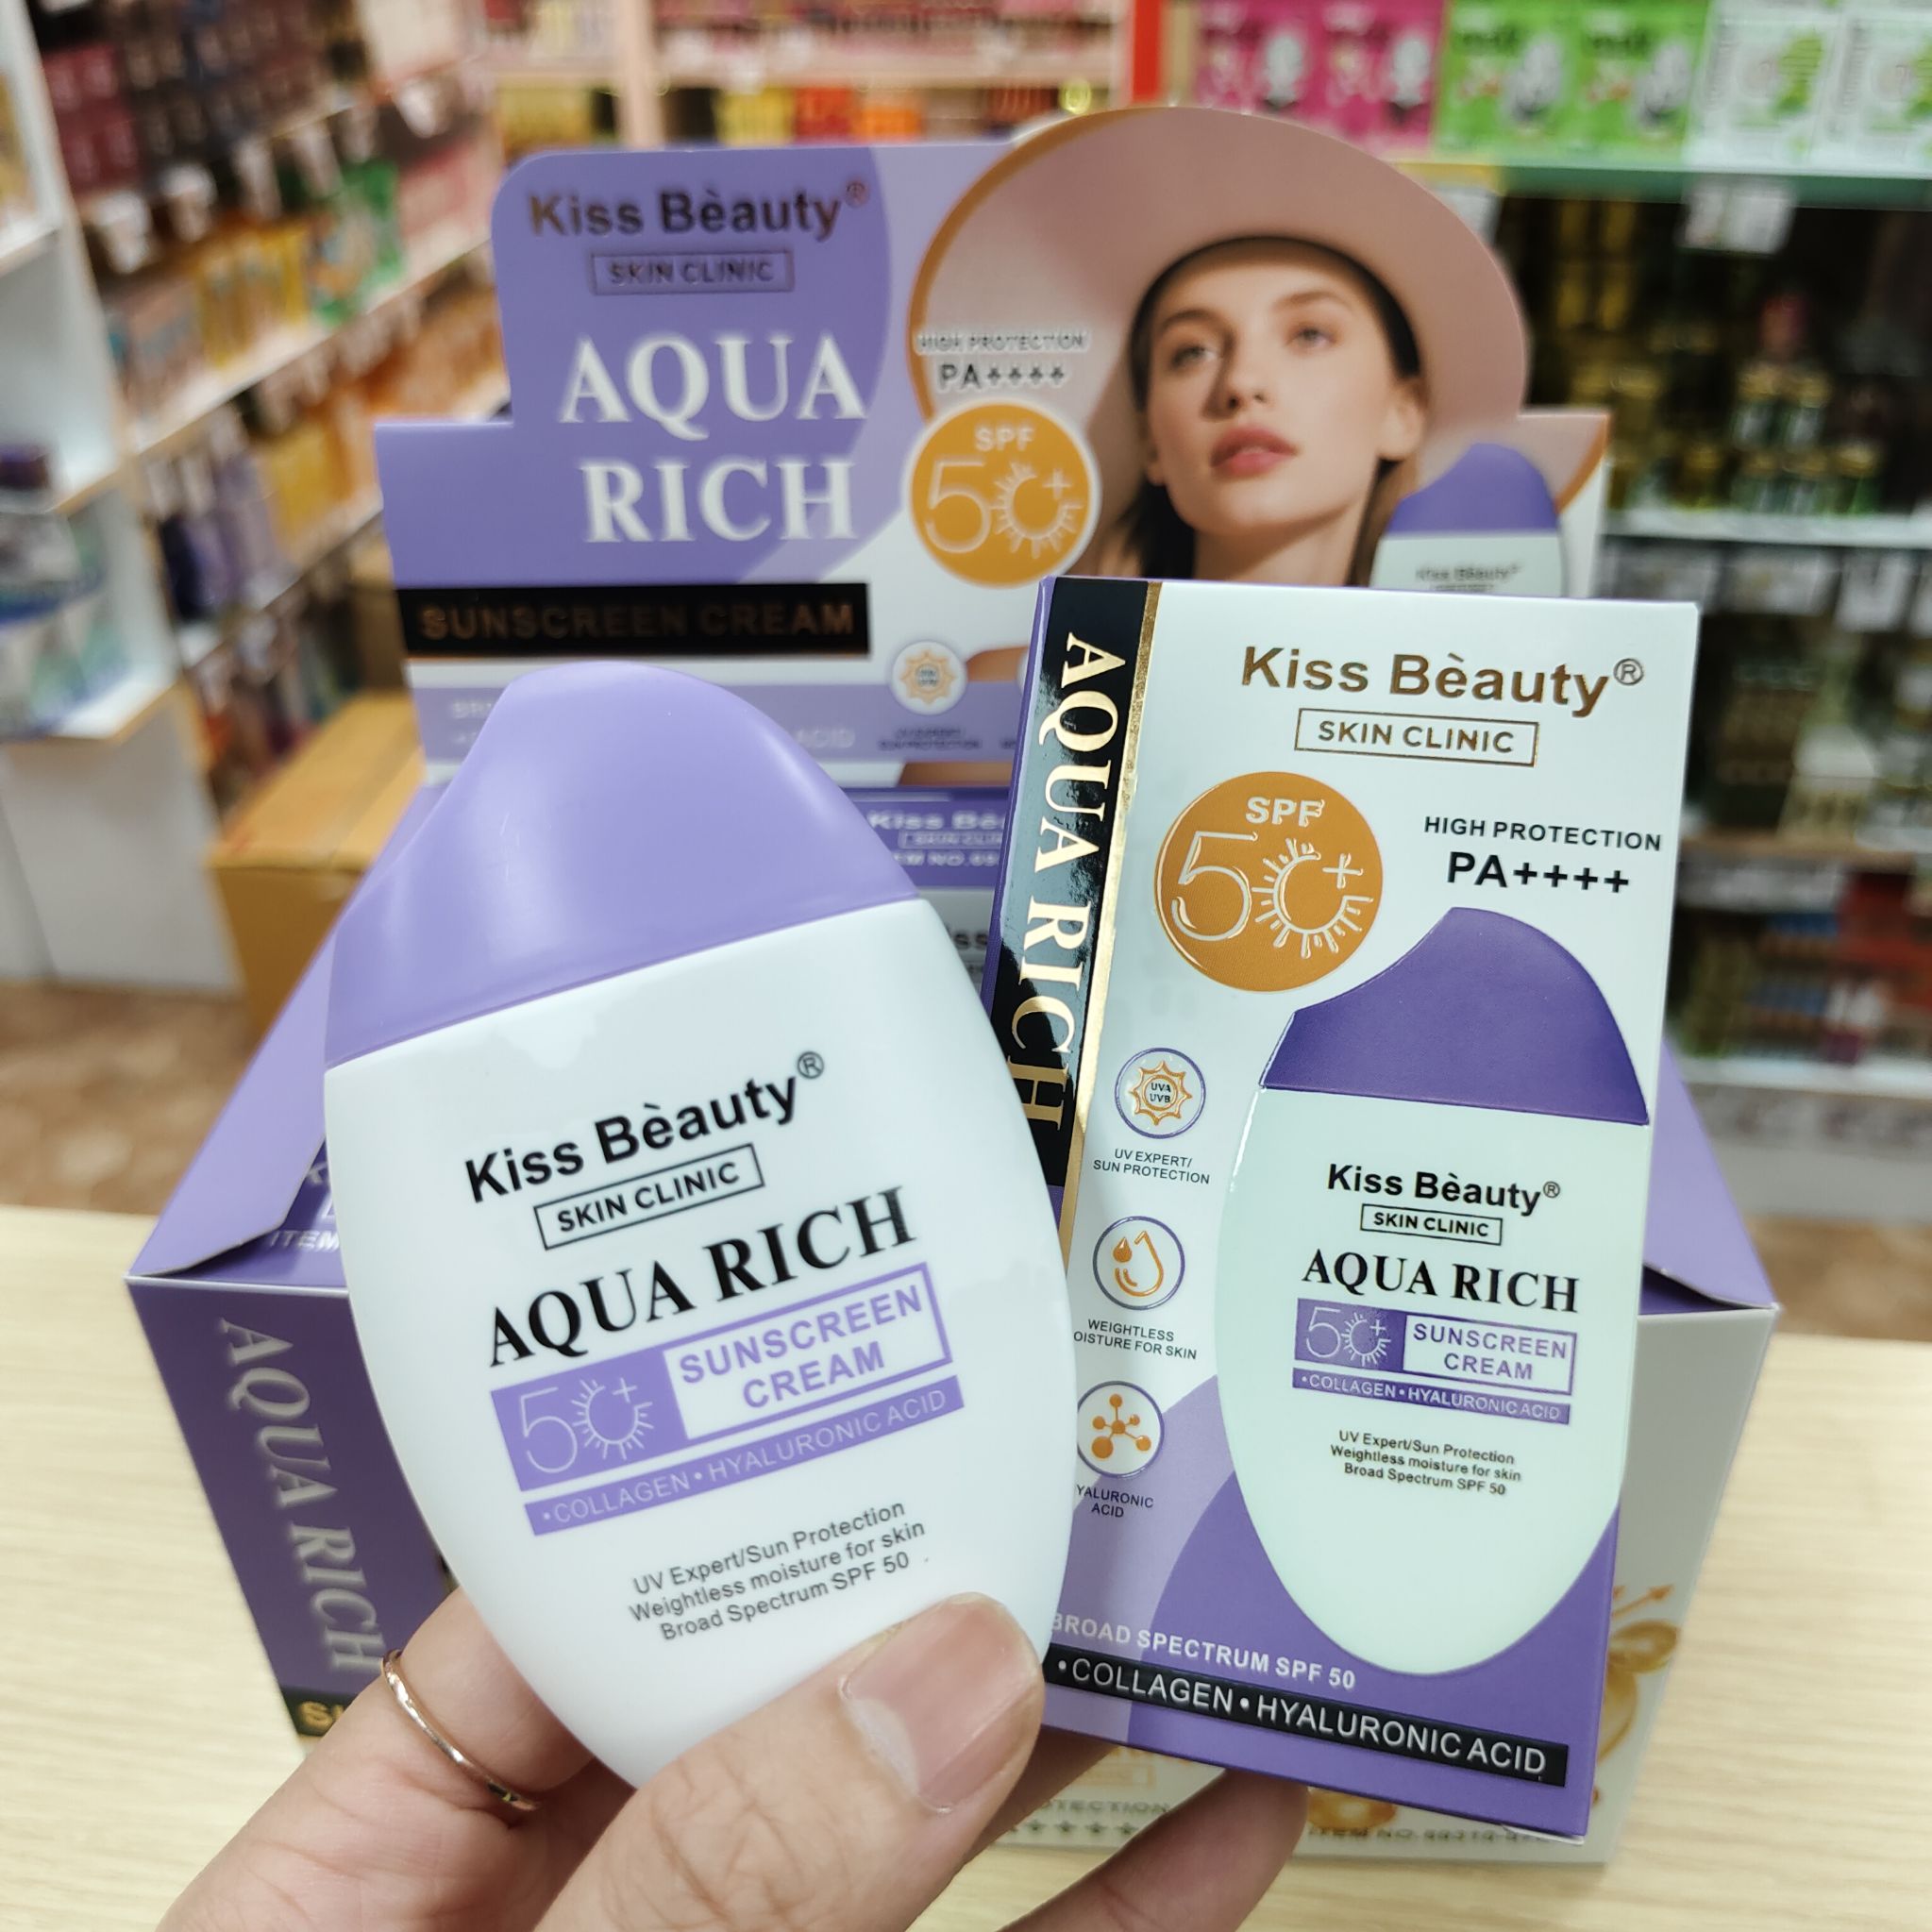 Kiss Bèauty®
SKIN CLINIC
AQUA
RICH
SUNSCREEN CREAM
HIGH PROTECTION
PA++++
SPF
50+
Kiss Bèauty®
Kiss Bèauty®
SKIN CLINIC
AQUA RICH
50+
SUNSCREEN
CREAM
•COLLAGEN•HYALURONIC ACID
UV Expert/Sun Protection
Weightless moisture for skin
Broad Spectrum SPF 50
AQUA RICH
Kiss Bèauty®
SKIN CLINIC
SPF
50+
HIGH PROTECTION
PA++++
UVA
UVB
UV EXPERT/
SUN PROTECTION
WEIGHTLESS
OISTURE FOR SKIN
YALURONIC
ACID
Kiss Bèauty®
SKIN CLINIC
AQUA RICH
50+
SUNSCREEN
CREAM
•COLLAGEN•HYALURONIC ACID
UV Expert/Sun Protection
Weightless moisture for skin
Broad Spectrum SPF 50
BROAD SPECTRUM SPF 50
•COLLAGEN•HYALURONIC ACID
AQUA RICH